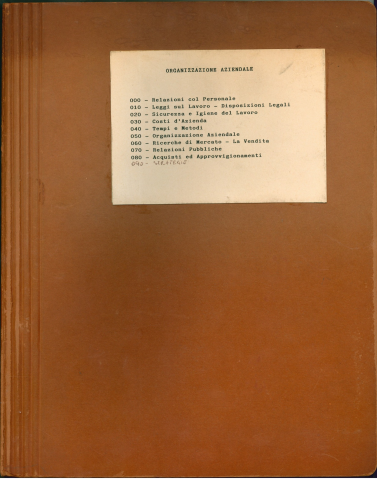 ORGANIZZAZIONE AZIENDALE
000 - Relazioni col Personale
010 - Leggi sul Lavoro - Disposizioni Legali
020 - Sicurezza e Igiene del Lavoro
030 - Costi d'Azienda
040 - Tempi e Metodi
050 - Organizzazione Aziendale
060 - Ricerche di Mercato - La Vendita
070 - Relazioni Pubbliche
080 - Acquisti ed Approvvigionamenti
090 -